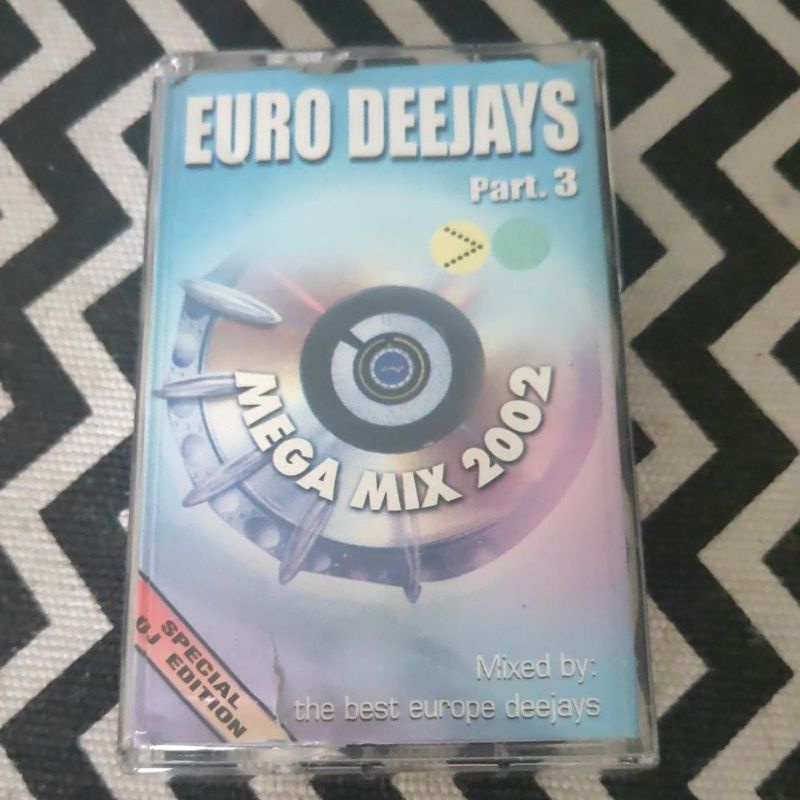 EURO DEEJAYS
Part. 3
MEGA MIX 2002
SPECIAL
DJ EDITION
Mixed by:
the best europe deejays